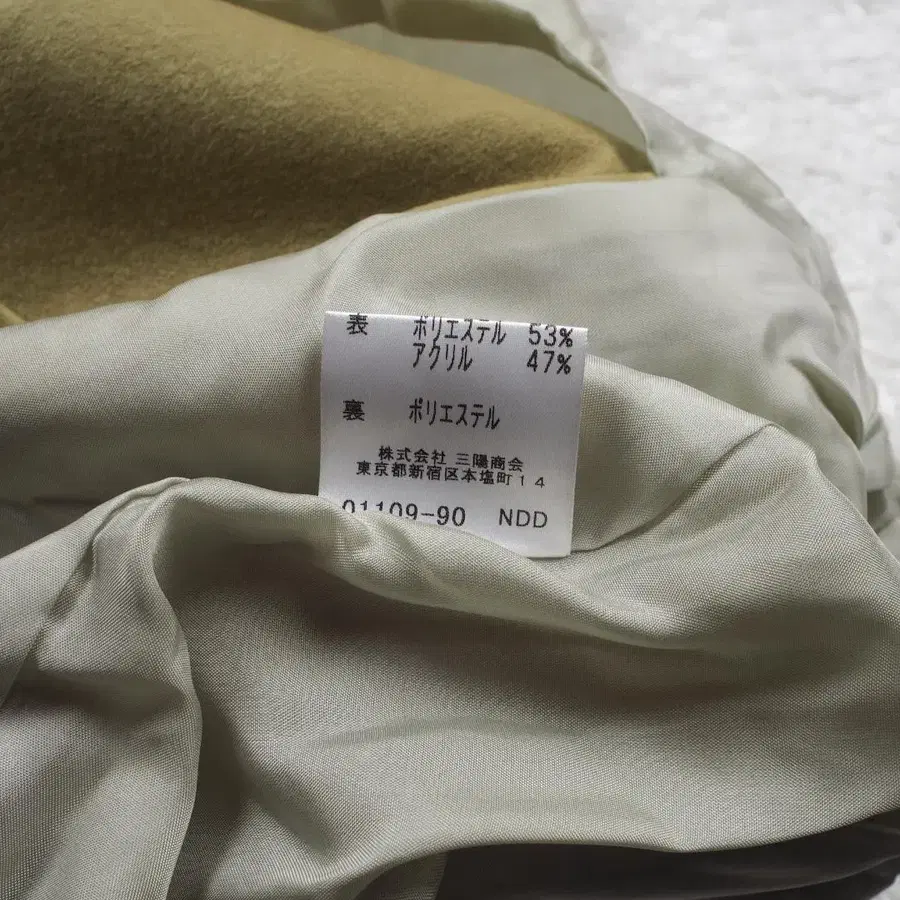 表 ポリエステル 53%
アクリル 47%
裏 ポリエステル
株式会社 三陽商会
東京都新宿区本塩町14
01109-90 NDD